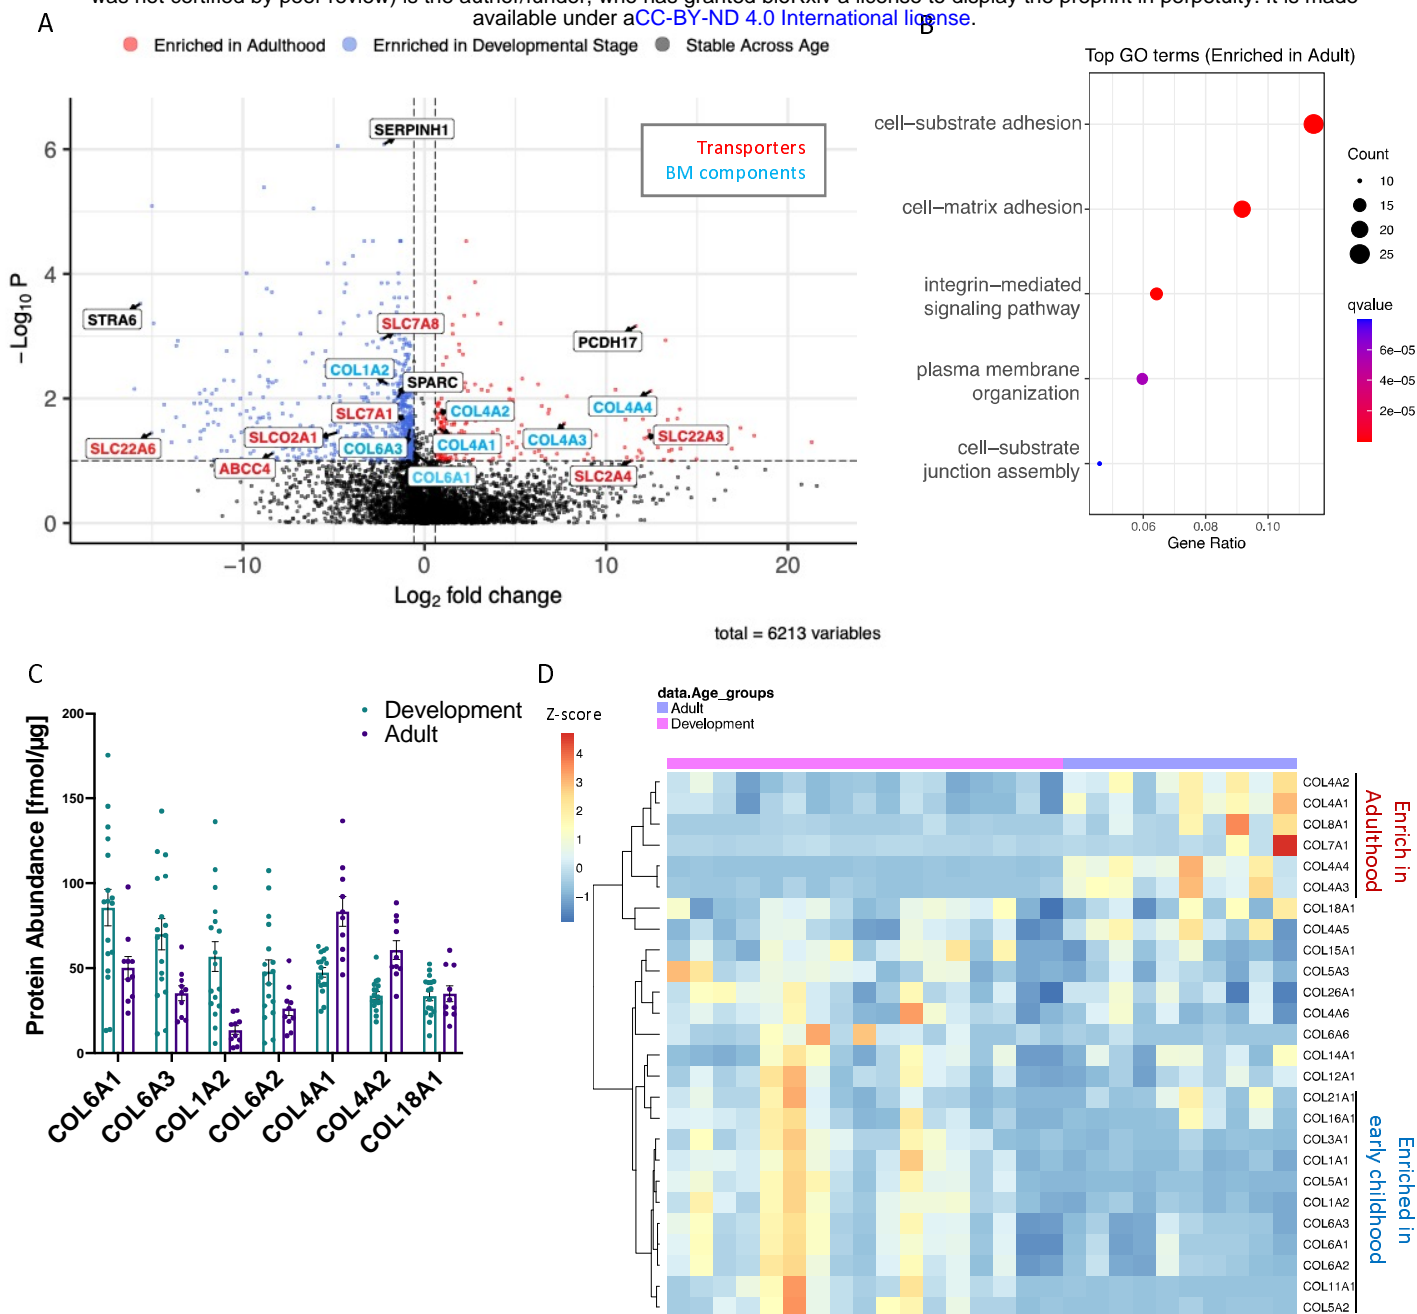 was not certified by peer review) is the author/funder, who has granted bioRxiv a license to display the preprint in perpetuity. It is made
available under aCC-BY-ND 4.0 International license.
A
Enriched in Adulthood
Ernriched in Developmental Stage
Stable Across Age
6
4
2
0
−Log10 P
−10
0
10
20
Log2 fold change
total = 6213 variables
Transporters
BM components
SERPINH1
STRA6
SLC7A8
PCDH17
COL1A2
SPARC
SLC7A1
COL4A2
COL4A4
SLCO2A1
COL6A3
COL4A1
COL4A3
SLC22A3
SLC22A6
ABCC4
COL6A1
SLC2A4
B
Top GO terms (Enriched in Adult)
cell−substrate adhesion
cell−matrix adhesion
integrin−mediated
signaling pathway
plasma membrane
organization
cell−substrate
junction assembly
0.06
0.08
0.10
Gene Ratio
Count
10
15
20
25
qvalue
6e−05
4e−05
2e−05
C
Development
Adult
Protein Abundance [fmol/µg]
200
150
100
50
0
COL6A1
COL6A3
COL1A2
COL6A2
COL4A1
COL4A2
COL18A1
D
Z-score
4
3
2
1
0
−1
data.Age_groups
Adult
Development
COL4A2
COL4A1
COL8A1
COL7A1
COL4A4
COL4A3
COL18A1
COL4A5
COL15A1
COL5A3
COL26A1
COL4A6
COL6A6
COL14A1
COL12A1
COL21A1
COL16A1
COL3A1
COL1A1
COL5A1
COL1A2
COL6A3
COL6A1
COL6A2
COL11A1
COL5A2
Enrich in
Adulthood
Enriched in
early childhood